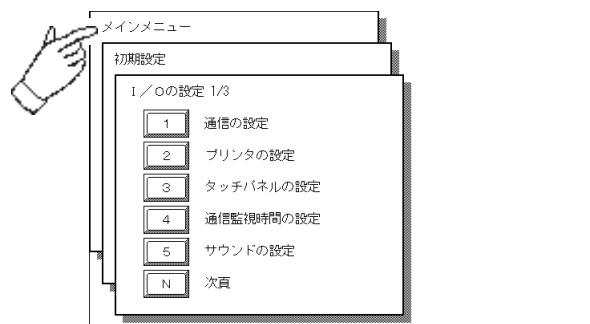 メインメニュー
初期設定
I／Oの設定 1/3
1 通信の設定
2 プリンタの設定
3 タッチパネルの設定
4 通信監視時間の設定
5 サウンドの設定
N 次頁